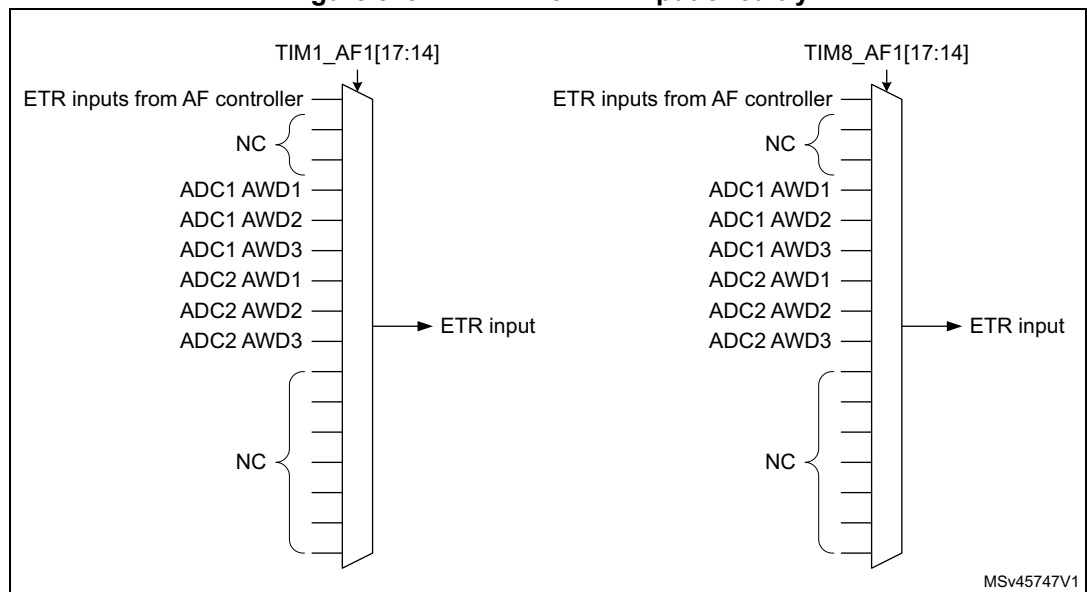 TIM1_AF1[17:14]
ETR inputs from AF controller
NC
ADC1 AWD1
ADC1 AWD2
ADC1 AWD3
ADC2 AWD1
ADC2 AWD2
ADC2 AWD3
ETR input
NC
TIM8_AF1[17:14]
ETR inputs from AF controller
NC
ADC1 AWD1
ADC1 AWD2
ADC1 AWD3
ADC2 AWD1
ADC2 AWD2
ADC2 AWD3
ETR input
NC
MSv45747V1